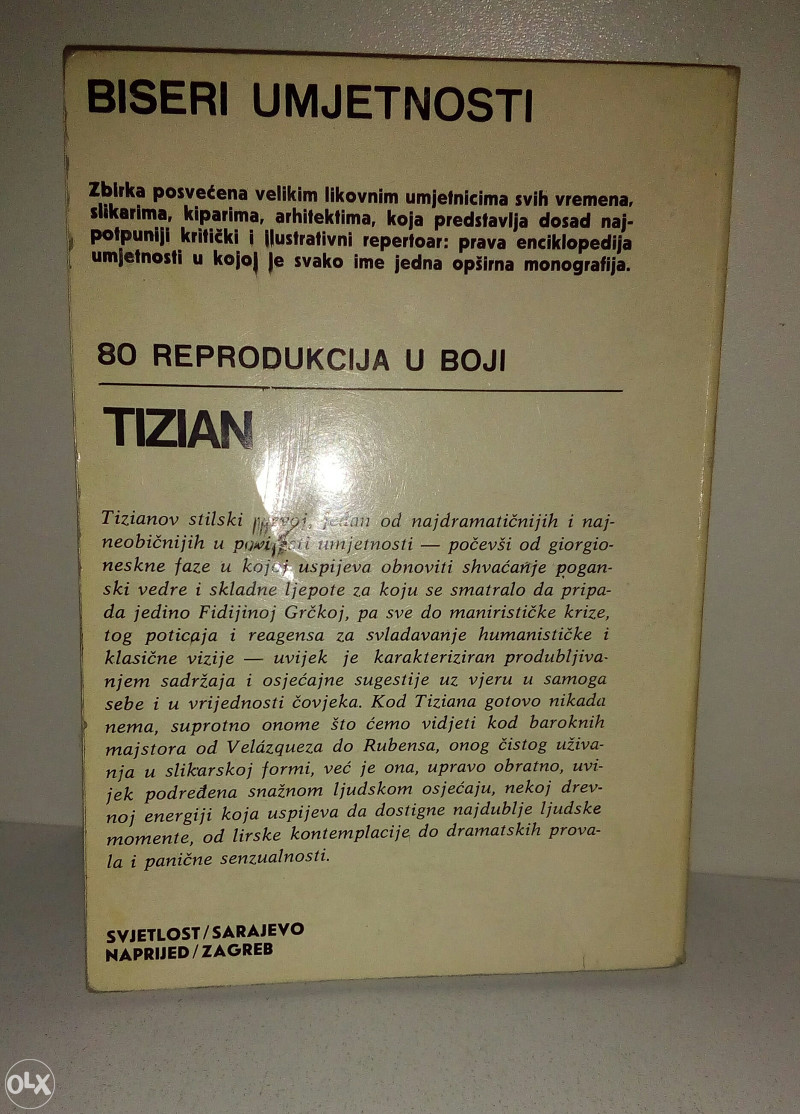 BISERI UMJETNOSTI
Zbirka posvećena velikim likovnim umjetnicima svih vremena,
slikarima, kiparima, arhitektima, koja predstavlja dosad naj-
potpuniji kritički i ilustrativni repertoar: prava enciklopedija
umjetnosti u kojoj je svako ime jedna opširna monografija.
80 REPRODUKCIJA U BOJI
TIZIAN
Tizianov stilski jedan od najdramatičnijih i naj-
neobičnijih u povijesti umjetnosti — počevši od giorgio-
neskne faze u kojoj uspijeva obnoviti shvaćanje pogan-
ski vedre i skladne ljepote za koju se smatralo da pripa-
da jedino Fidijinoj Grčkoj, pa sve do manirističke krize,
tog poticaja i reagensa za svladavanje humanističke i
klasične vizije — uvijek je karakteriziran produbljiva-
njem sadržaja i osjećajne sugestije uz vjeru u samoga
sebe i u vrijednosti čovjeka. Kod Tiziana gotovo nikada
nema, suprotno onome što ćemo vidjeti kod baroknih
majstora od Velázqueza do Rubensa, onog čistog uživa-
nja u slikarskoj formi, već je ona, upravo obratno, uvi-
jek podređena snažnom ljudskom osjećaju, nekoj drev-
noj energiji koja uspijeva da dostigne najdublje ljudske
momente, od lirske kontemplacije do dramatskih prova-
la i panične senzualnosti.
SVJETLOST/SARAJEVO
NAPRIJED/ZAGREB
OLX